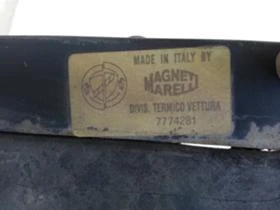 MADE IN ITALY BY
MAGNETI
MARELLI
DIVIS. TERMICO VETTURA
7774281